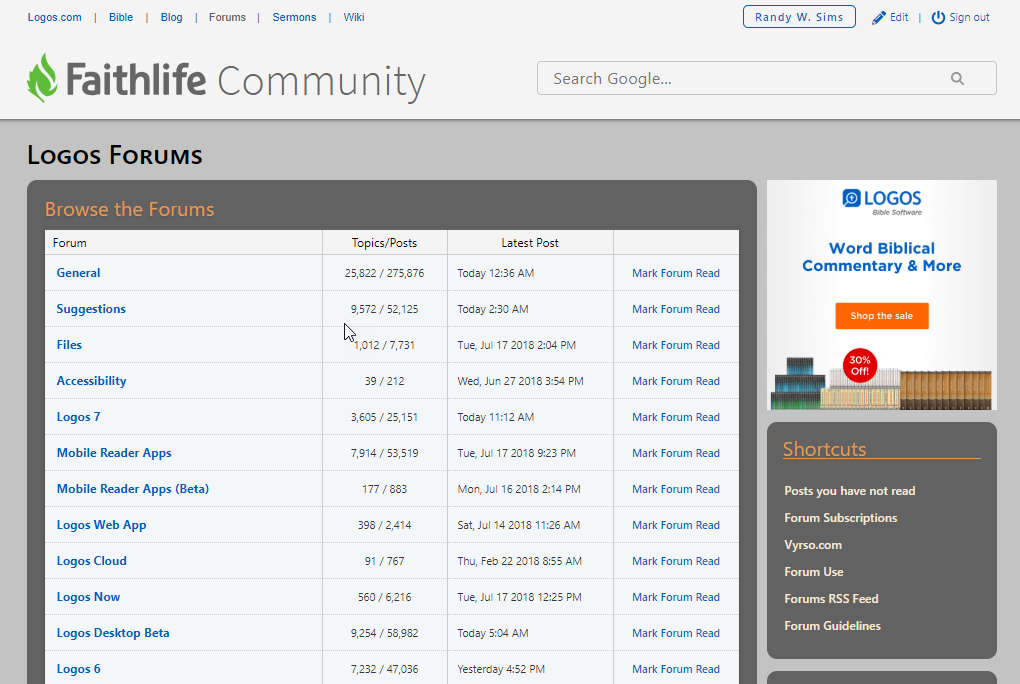 Logos.com | Bible | Blog | Forums | Sermons | Wiki
Randy W. Sims Edit | Sign out
Faithlife Community
Search Google...
Logos Forums
Browse the Forums
Forum Topics/Posts Latest Post
General 25,822 / 275,876 Today 12:36 AM Mark Forum Read
Suggestions 9,572 / 52,125 Today 2:30 AM Mark Forum Read
Files 1,012 / 7,731 Tue, Jul 17 2018 2:04 PM Mark Forum Read
Accessibility 39 / 212 Wed, Jun 27 2018 3:54 PM Mark Forum Read
Logos 7 3,605 / 25,151 Today 11:12 AM Mark Forum Read
Mobile Reader Apps 7,914 / 53,519 Tue, Jul 17 2018 9:23 PM Mark Forum Read
Mobile Reader Apps (Beta) 177 / 883 Mon, Jul 16 2018 2:14 PM Mark Forum Read
Logos Web App 398 / 2,414 Sat, Jul 14 2018 11:26 AM Mark Forum Read
Logos Cloud 91 / 767 Thu, Feb 22 2018 8:55 AM Mark Forum Read
Logos Now 560 / 6,216 Tue, Jul 17 2018 12:25 PM Mark Forum Read
Logos Desktop Beta 9,254 / 58,982 Today 5:04 AM Mark Forum Read
Logos 6 7,232 / 47,036 Yesterday 4:52 PM Mark Forum Read
LOGOS
Bible Software
Word Biblical
Commentary & More
Shop the sale
30%
Off!
Shortcuts
Posts you have not read
Forum Subscriptions
Vyrso.com
Forum Use
Forums RSS Feed
Forum Guidelines